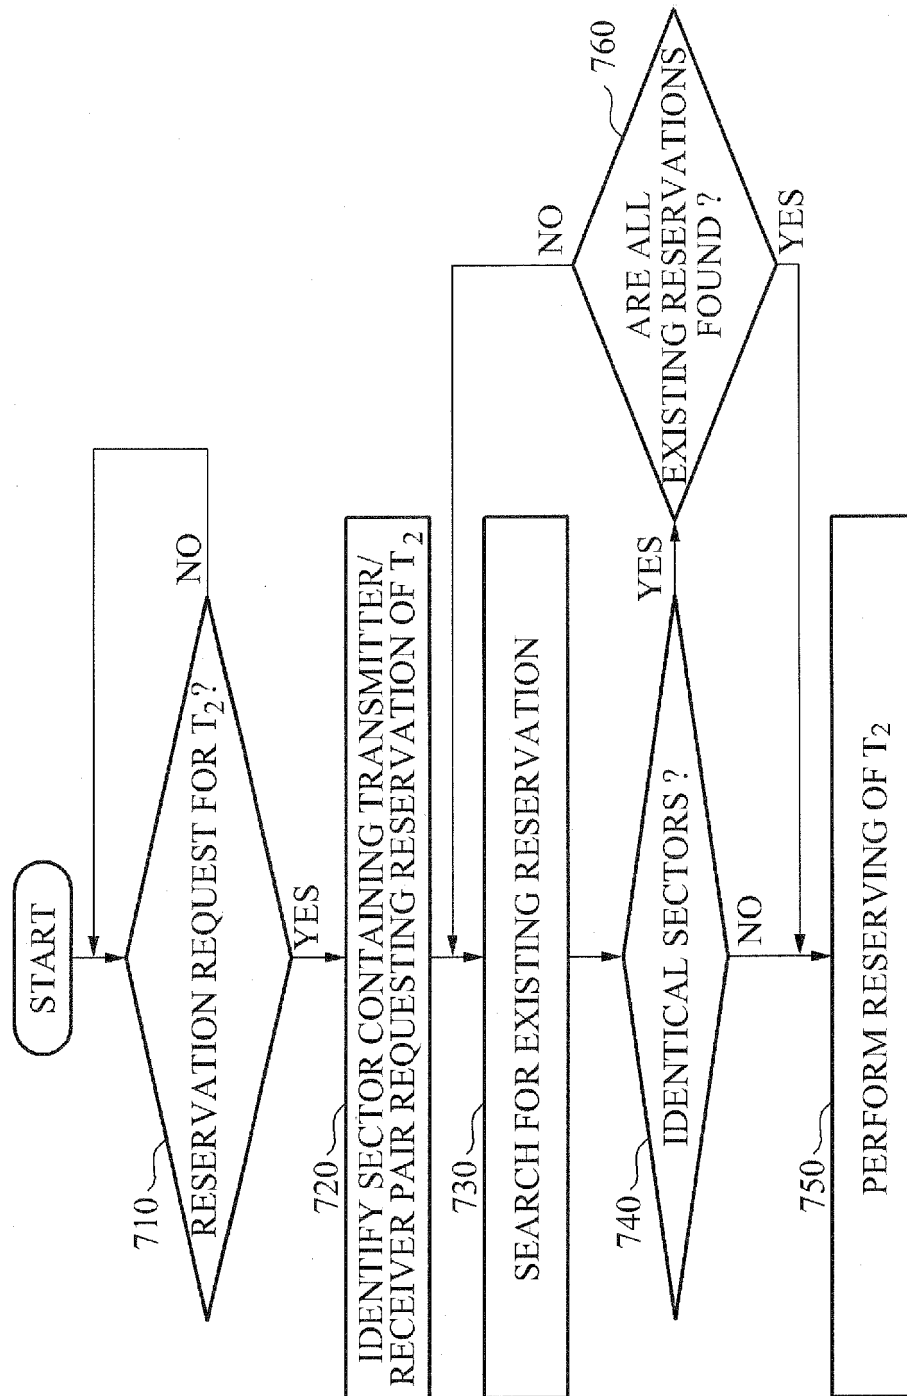 START
710
RESERVATION REQUEST FOR T2?
NO
YES
720
IDENTIFY SECTOR CONTAINING TRANSMITTER/
RECEIVER PAIR REQUESTING RESERVATION OF T2
730
SEARCH FOR EXISTING RESERVATION
740
IDENTICAL SECTORS ?
YES
NO
760
ARE ALL
EXISTING RESERVATIONS
FOUND ?
NO
YES
750
PERFORM RESERVING OF T2